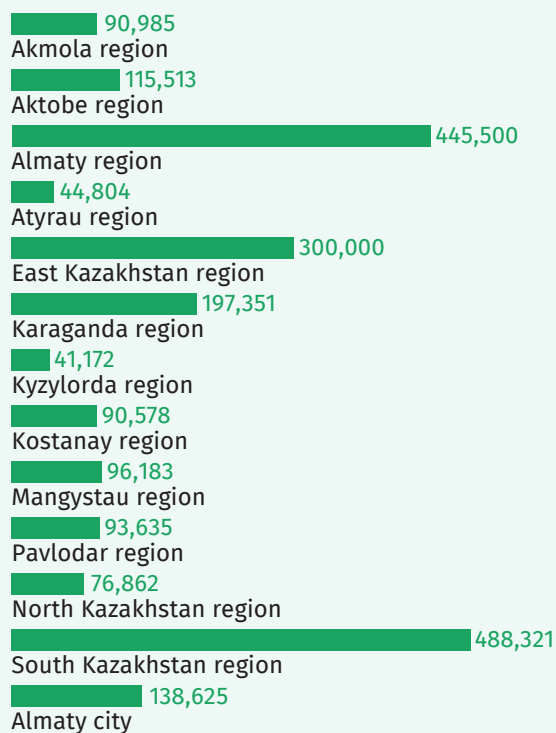 90,985
Akmola region
115,513
Aktobe region
445,500
Almaty region
44,804
Atyrau region
300,000
East Kazakhstan region
197,351
Karaganda region
41,172
Kyzylorda region
90,578
Kostanay region
96,183
Mangystau region
93,635
Pavlodar region
76,862
North Kazakhstan region
488,321
South Kazakhstan region
138,625
Almaty city